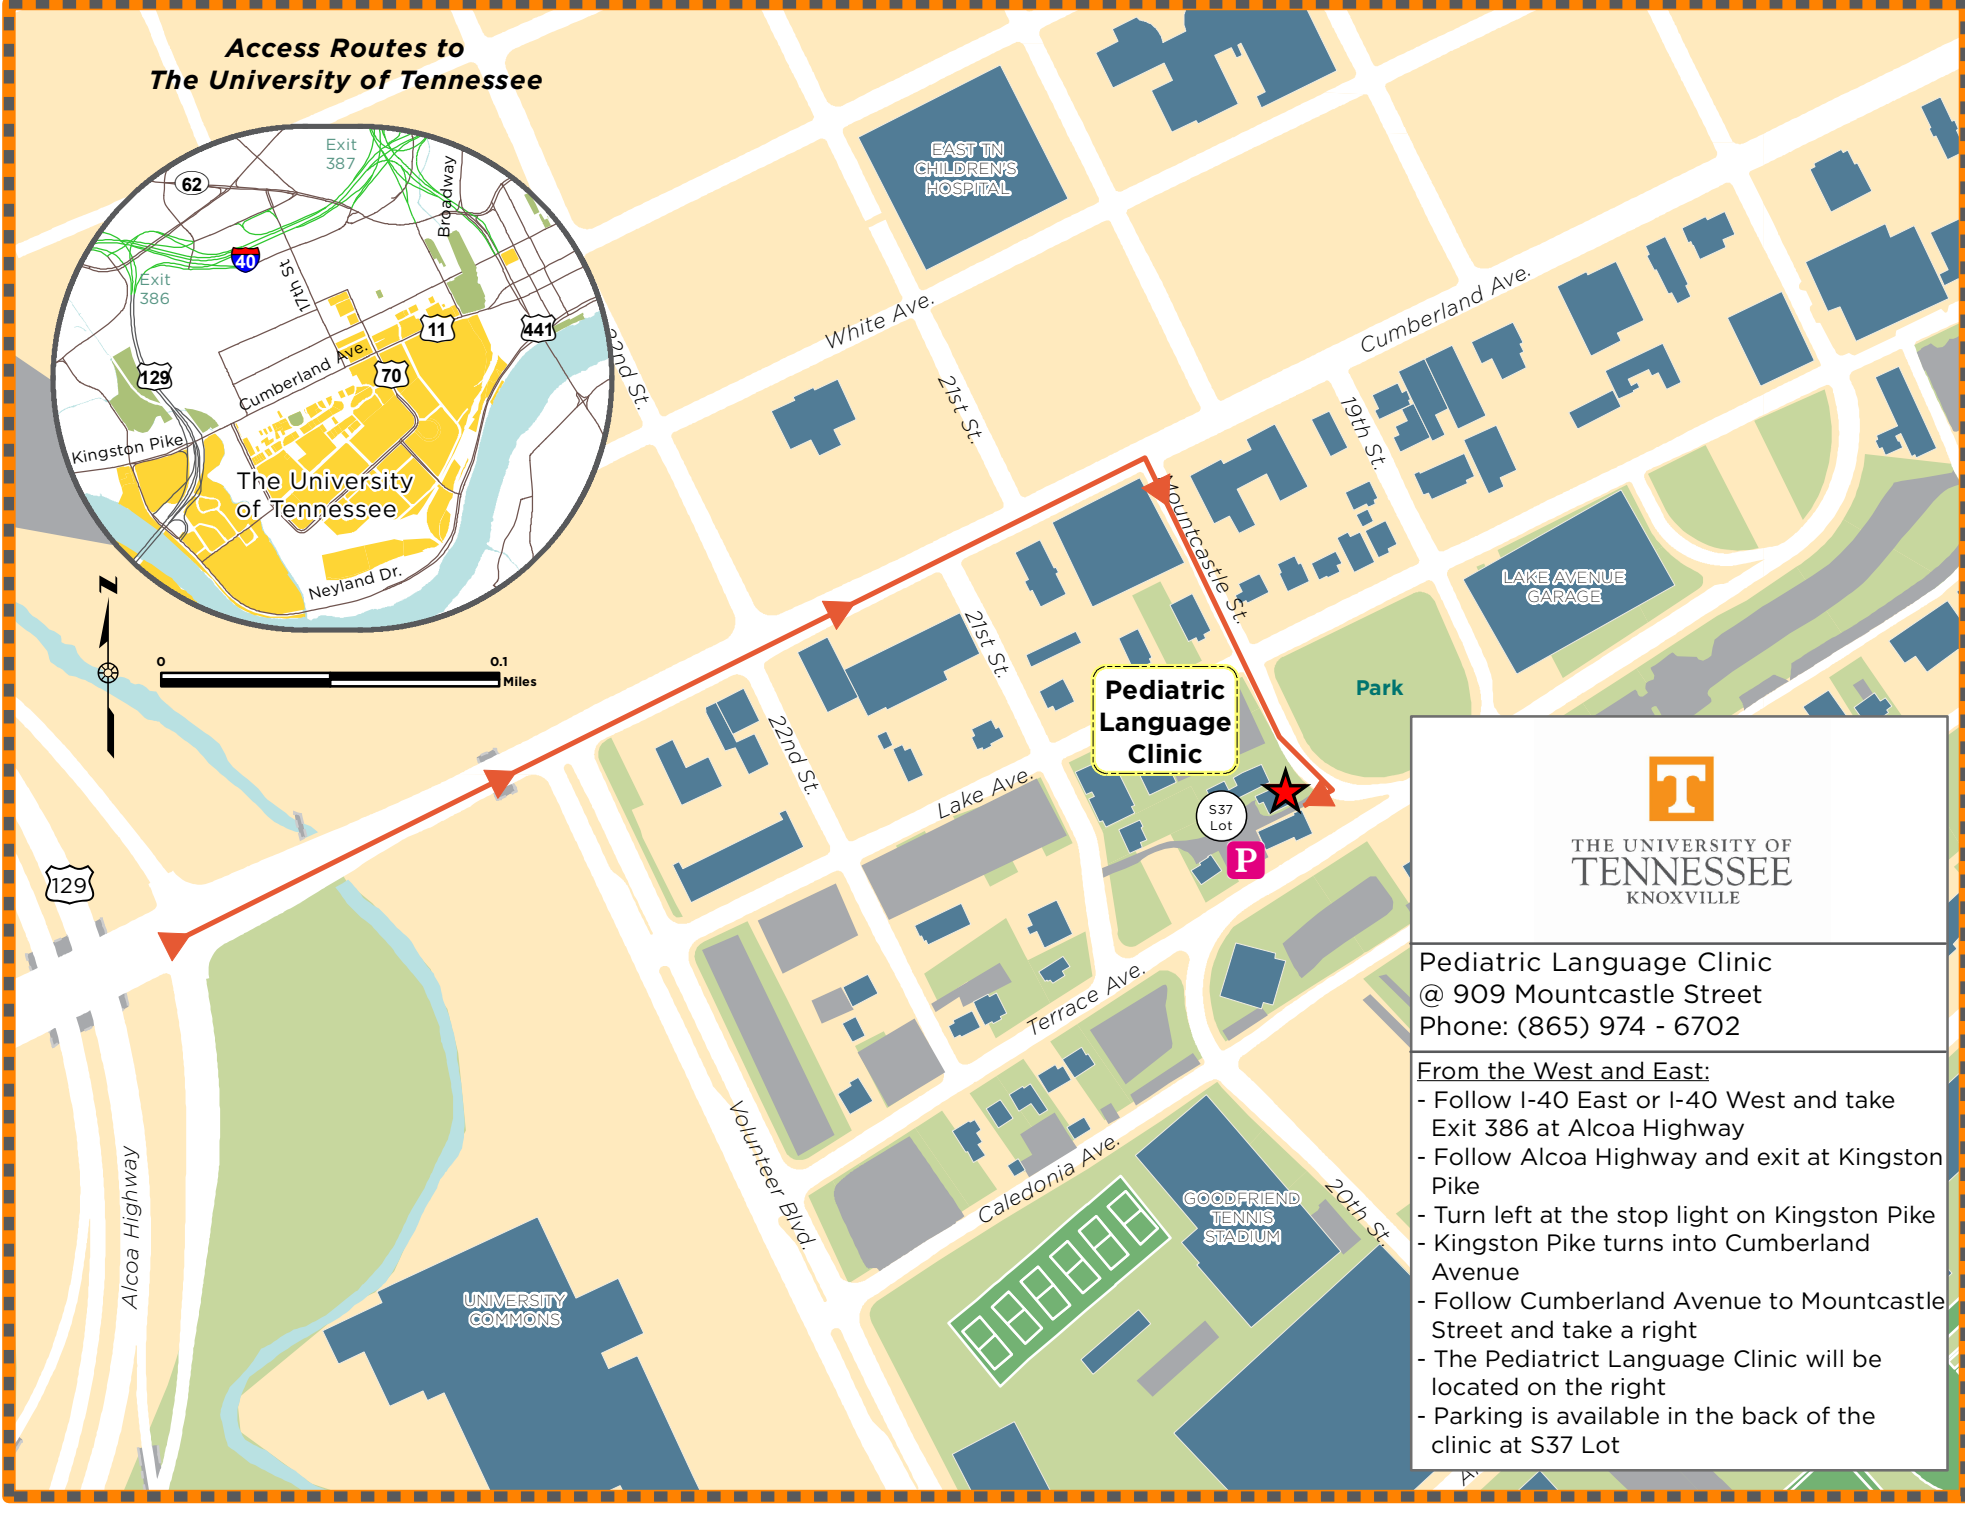 Access Routes to
The University of Tennessee
Exit
387
62
Broadway
40
17th St
Exit
386
11
441
129
Cumberland Ave.
70
Kingston Pike
The University
of Tennessee
Neyland Dr.
N
0
0.1
Miles
EAST TN
CHILDREN'S
HOSPITAL
White Ave.
Cumberland Ave.
22nd St.
21st St.
19th St.
Mountcastle St.
LAKE AVENUE
GARAGE
21st St.
Pediatric
Language
Clinic
Park
22nd St.
Lake Ave.
S37
Lot
P
129
Terrace Ave.
Volunteer Blvd.
Caledonia Ave.
Alcoa Highway
GOODFRIEND
TENNIS
STADIUM
20th St.
UNIVERSITY
COMMONS
T
THE UNIVERSITY OF
TENNESSEE
KNOXVILLE
Pediatric Language Clinic
@ 909 Mountcastle Street
Phone: (865) 974 - 6702
From the West and East:
- Follow I-40 East or I-40 West and take
Exit 386 at Alcoa Highway
- Follow Alcoa Highway and exit at Kingston
Pike
- Turn left at the stop light on Kingston Pike
- Kingston Pike turns into Cumberland
Avenue
- Follow Cumberland Avenue to Mountcastle
Street and take a right
- The Pediatrict Language Clinic will be
located on the right
- Parking is available in the back of the
clinic at S37 Lot